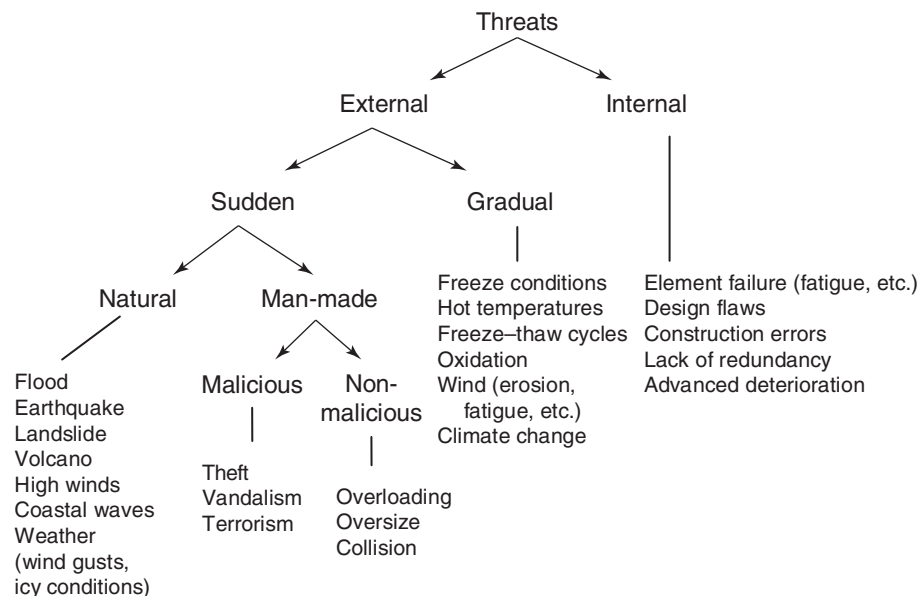 Threats
External
Internal
Sudden
Gradual
Natural
Man-made
Malicious
Non-
malicious
Flood
Earthquake
Landslide
Volcano
High winds
Coastal waves
Weather
(wind gusts,
icy conditions)
Theft
Vandalism
Terrorism
Overloading
Oversize
Collision
Freeze conditions
Hot temperatures
Freeze–thaw cycles
Oxidation
Wind (erosion,
fatigue, etc.)
Climate change
Element failure (fatigue, etc.)
Design flaws
Construction errors
Lack of redundancy
Advanced deterioration